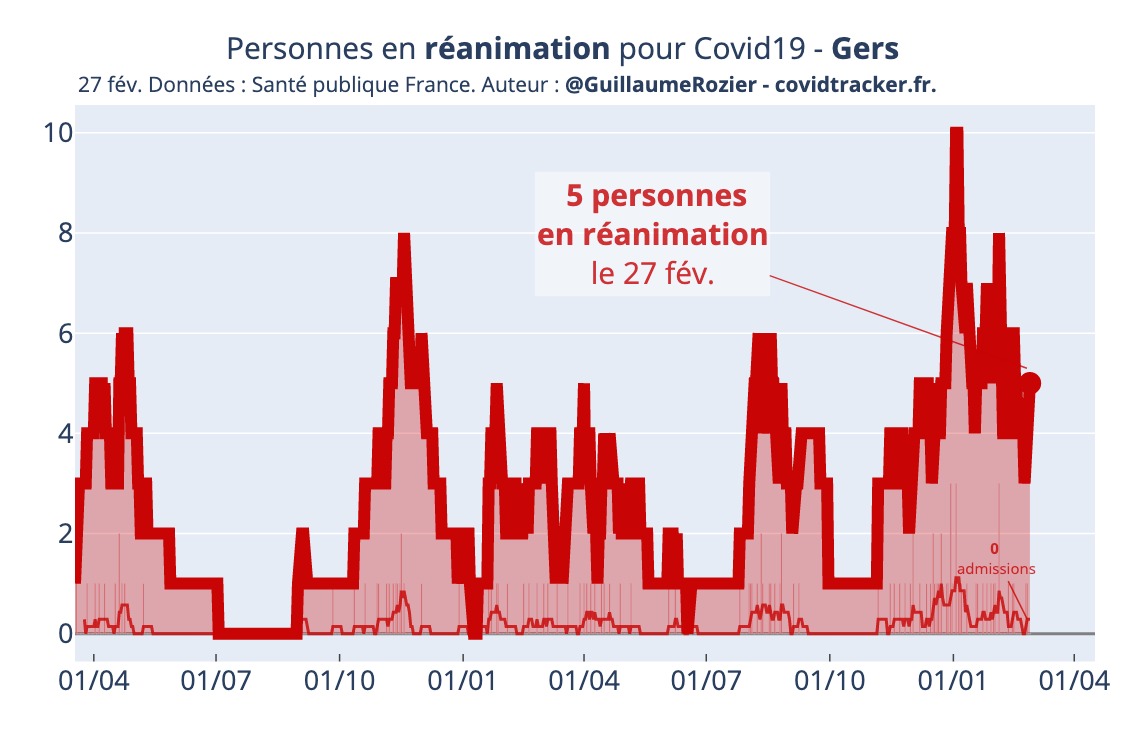 Personnes en réanimation pour Covid19 - Gers
27 fév. Données : Santé publique France. Auteur : @GuillaumeRozier - covidtracker.fr.
10
8
6
4
2
0
5 personnes
en réanimation
le 27 fév.
0
admissions
01/04 01/07 01/10 01/01 01/04 01/07 01/10 01/01 01/04